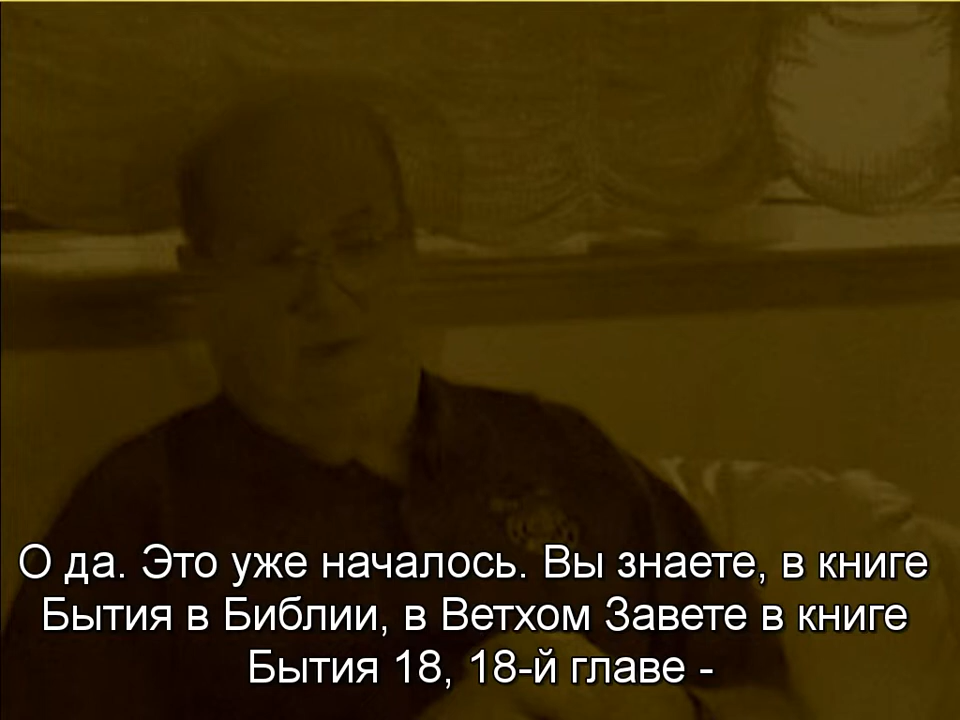 О да. Это уже началось. Вы знаете, в книге
Бытия в Библии, в Ветхом Завете в книге
Бытия 18, 18-й главе -